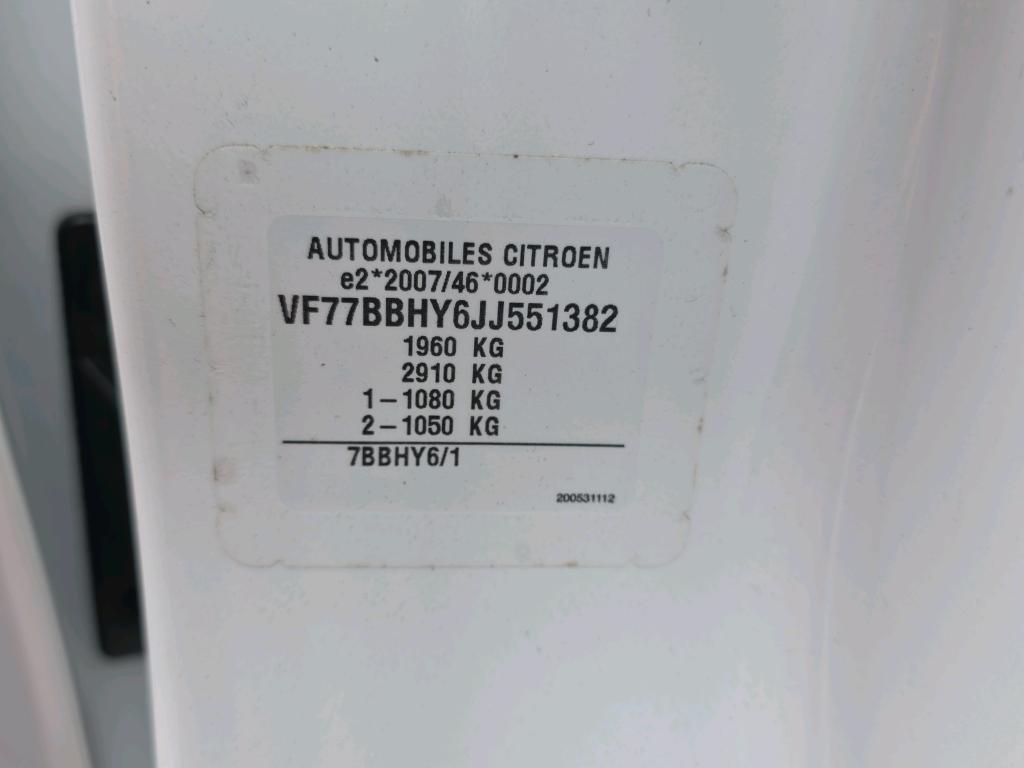 AUTOMOBILES CITROEN
e2*2007/46*0002
VF77BBHY6JJ551382
1960 KG
2910 KG
1-1080 KG
2-1050 KG
7BBHY6/1
200531112